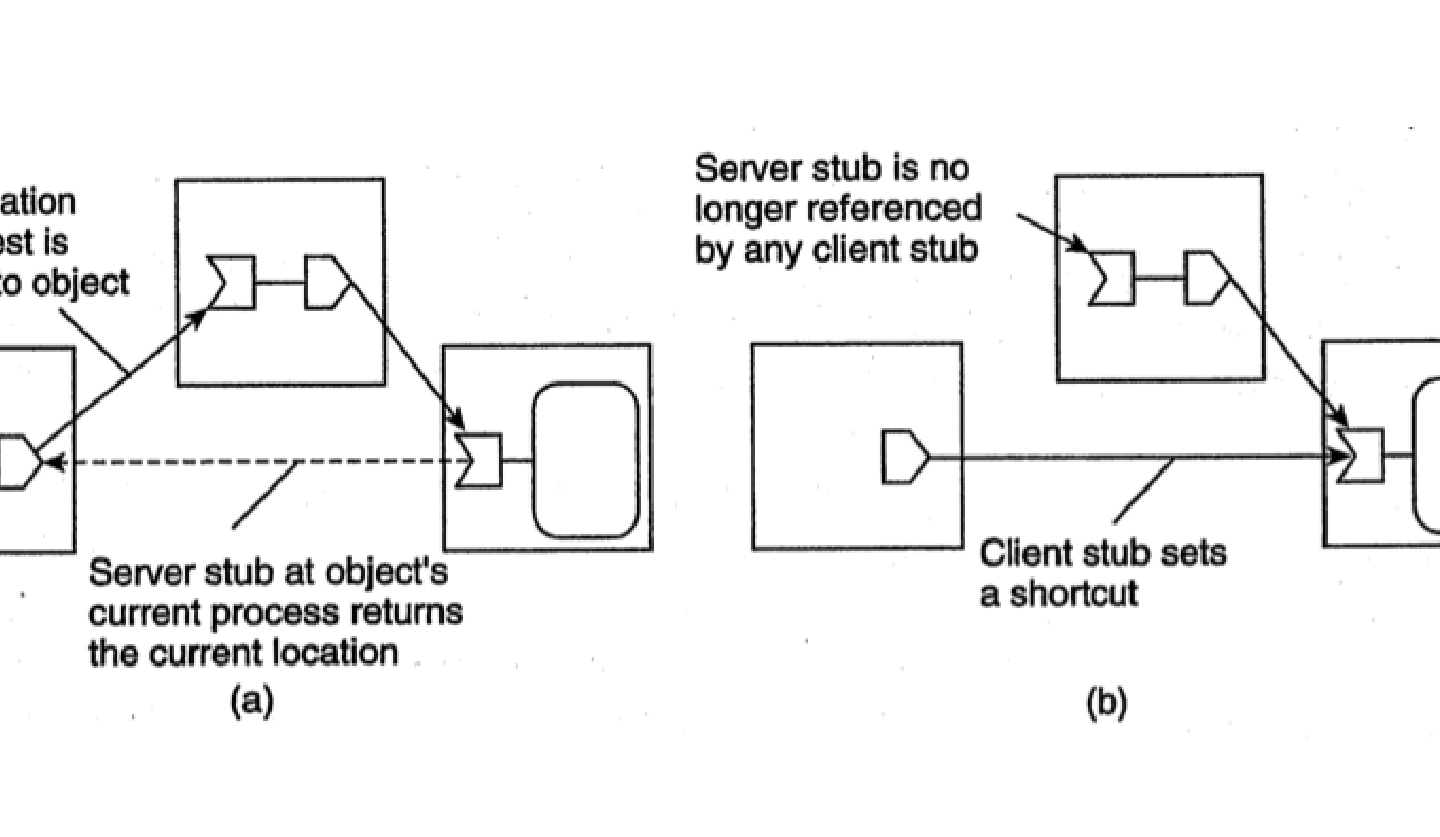 ation
est is
to object
Server stub at object's
current process returns
the current location
(a)
Server stub is no
longer referenced
by any client stub
Client stub sets
a shortcut
(b)